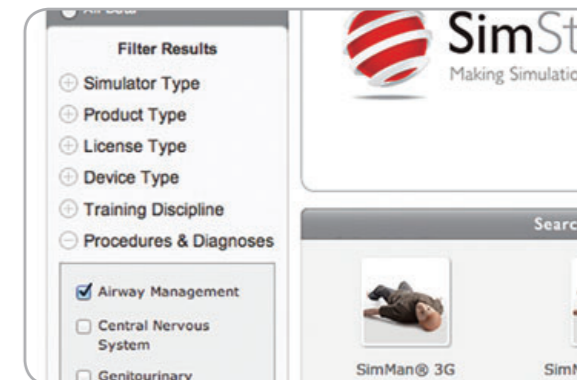 Filter Results
Simulator Type
Product Type
License Type
Device Type
Training Discipline
Procedures & Diagnoses
Airway Management
Central Nervous
System
Genitourinary
SimSt
Making Simulatio
Searc
SimMan® 3G
SimM